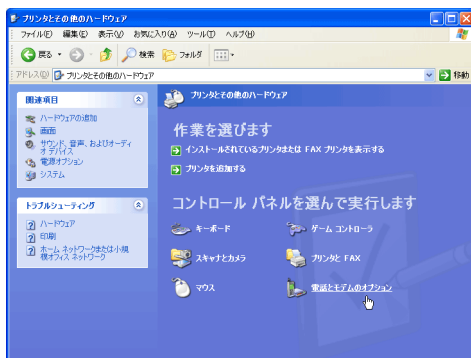 プリンタとその他のハードウェア
ファイル(F) 編集(E) 表示(V) お気に入り(A) ツール(T) ヘルプ(H)
戻る 検索 フォルダ
アドレス(D) プリンタとその他のハードウェア 移動
関連項目
ハードウェアの追加
画面
サウンド、音声、およびオーディ
オ デバイス
電源オプション
システム
トラブルシューティング
ハードウェア
印刷
ホーム ネットワークまたは小規
模オフィス ネットワーク
プリンタとその他のハードウェア
作業を選びます
インストールされているプリンタまたは FAX プリンタを表示する
プリンタを追加する
コントロール パネルを選んで実行します
キーボード
ゲーム コントローラ
スキャナとカメラ
プリンタと FAX
マウス
電話とモデムのオプション